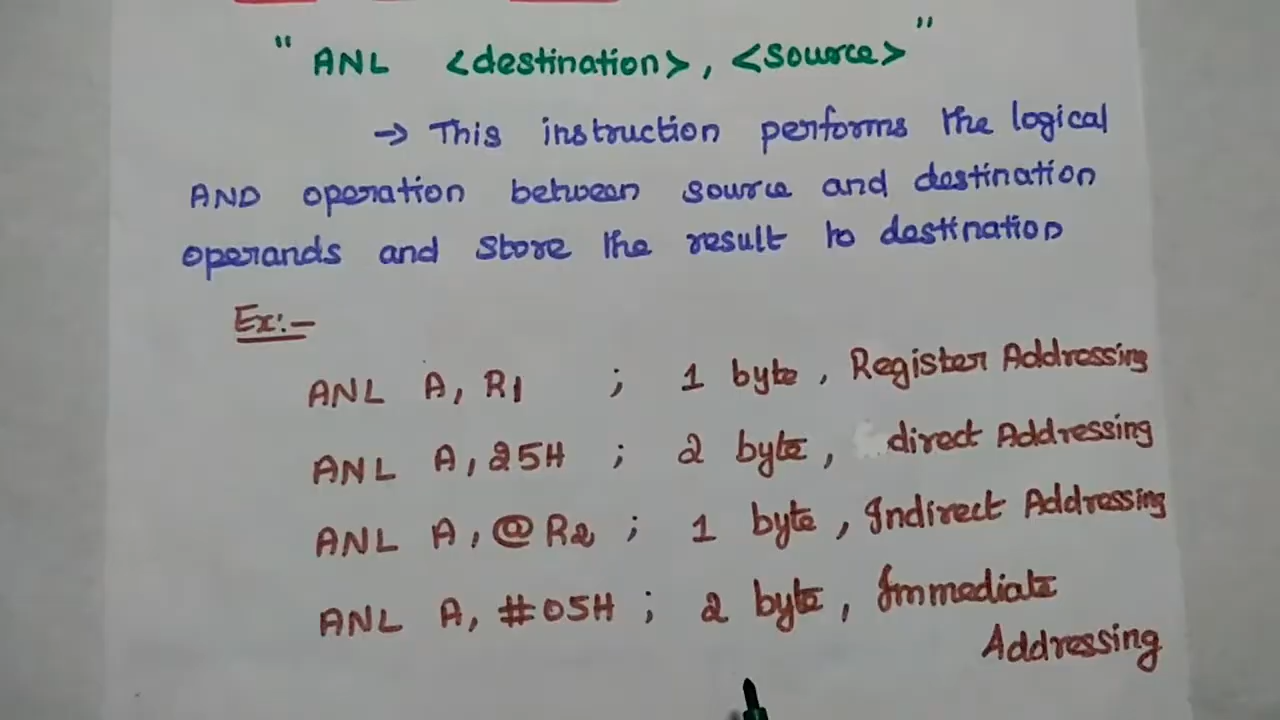 " ANL <destination>, <source> "
→ This instruction performs the logical
AND operation between source and destination
operands and store the result to destination
Ex:-
ANL A, R1 ; 1 byte, Register Addressing
ANL A, 25H ; 2 byte, direct Addressing
ANL A, @R2 ; 1 byte, Indirect Addressing
ANL A, #05H ; 2 byte, Immediate
Addressing